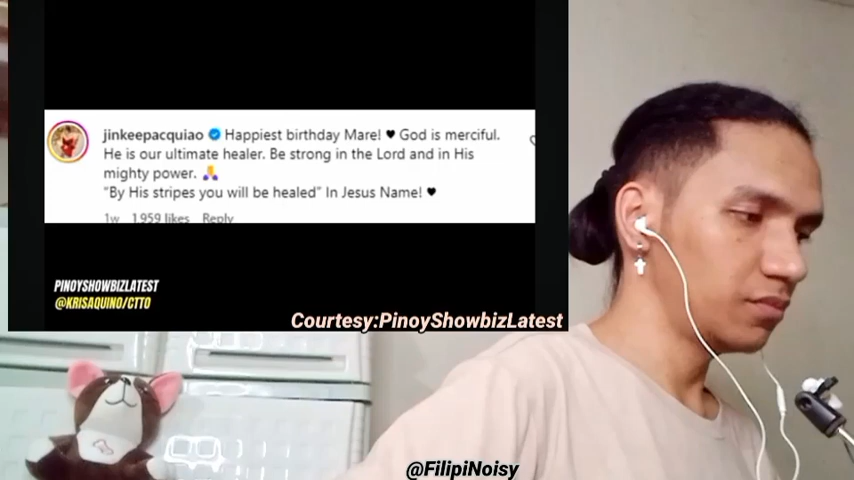 jinkeepacquiao Happiest birthday Mare! ♥ God is merciful.
He is our ultimate healer. Be strong in the Lord and in His
mighty power. 🙏
"By His stripes you will be healed" In Jesus Name! ♥
1w 1,959 likes Reply
PINOYSHOWBIZLATEST
@KRISAQUINO/CTTO
Courtesy:PinoyShowbizLatest
@FilipiNoisy